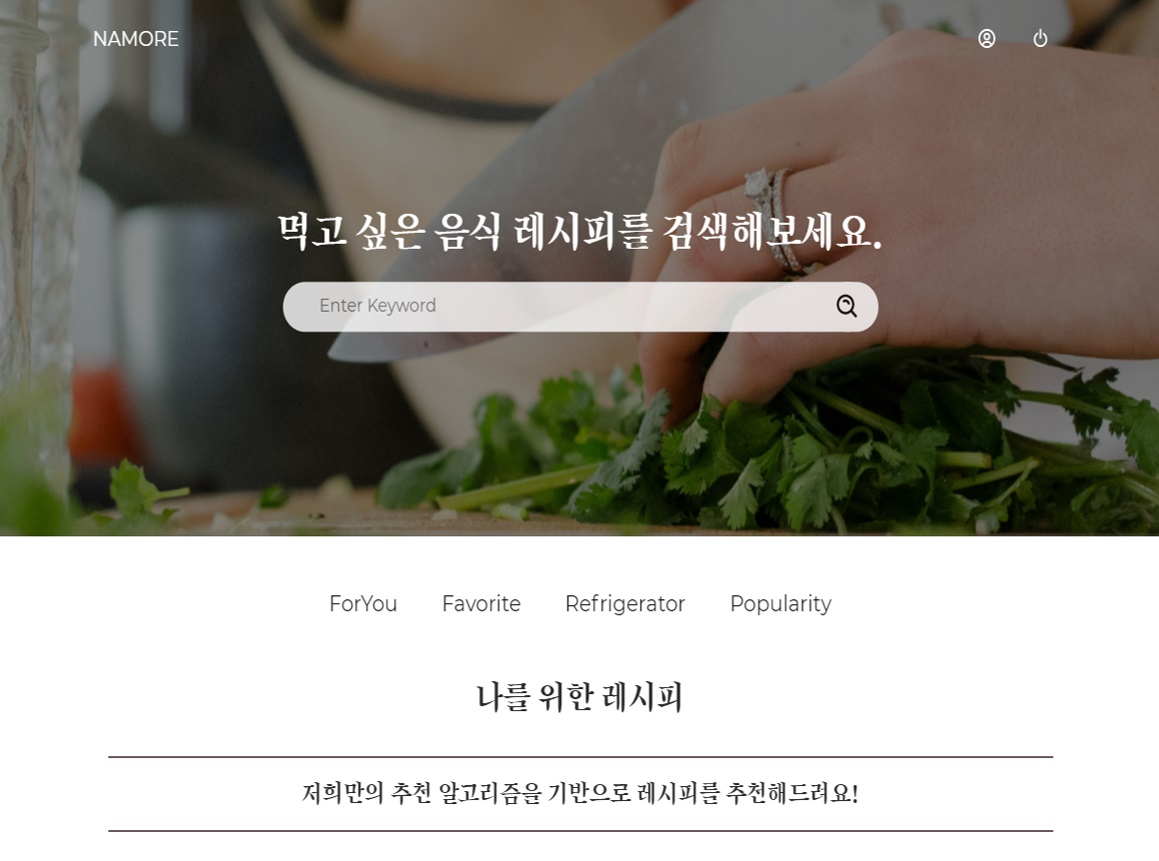 NAMORE
먹고 싶은 음식 레시피를 검색해보세요.
Enter Keyword
ForYou Favorite Refrigerator Popularity
나를 위한 레시피
저희만의 추천 알고리즘을 기반으로 레시피를 추천해드려요!